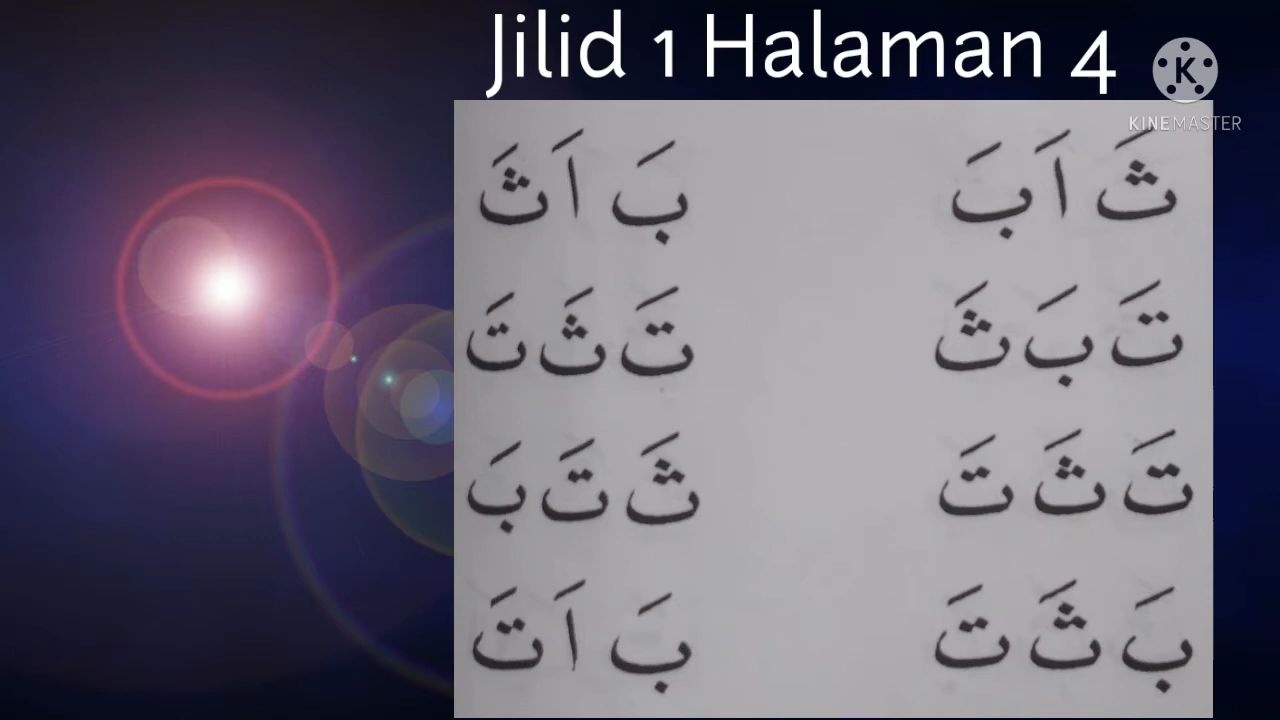 Jilid 1 Halaman 4
K
KINEMASTER
ثَ اَ بَ بَ اَ ثَ
تَ بَ ثَ تَ ثَ تَ
تَ ثَ تَ ثَ تَ بَ
بَ ثَ تَ بَ اَ تَ